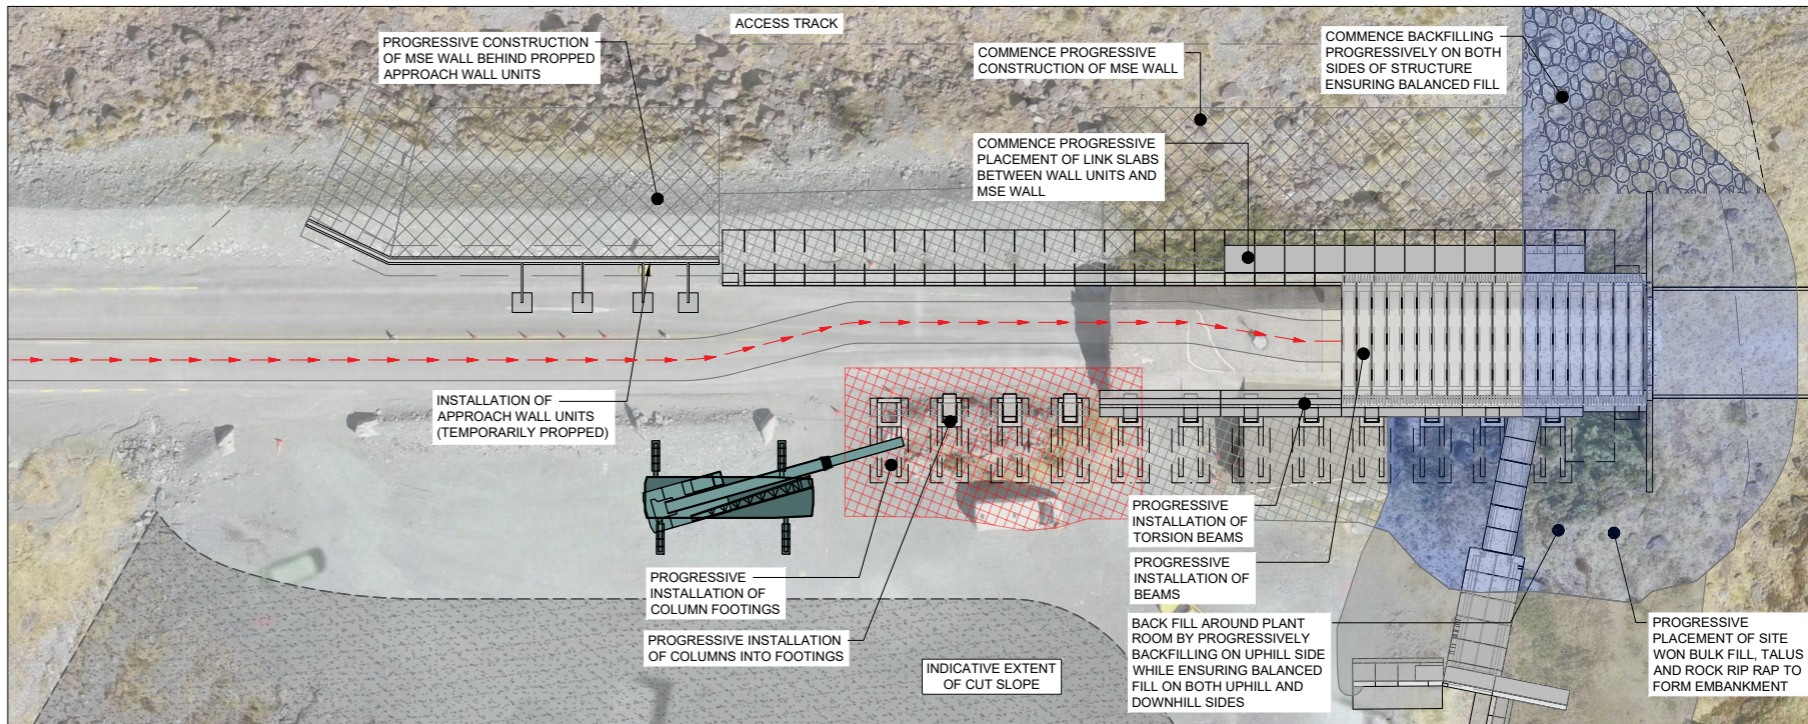 ACCESS TRACK
PROGRESSIVE CONSTRUCTION
OF MSE WALL BEHIND PROPPED
APPROACH WALL UNITS
COMMENCE PROGRESSIVE
CONSTRUCTION OF MSE WALL
COMMENCE BACKFILLING
PROGRESSIVELY ON BOTH
SIDES OF STRUCTURE
ENSURING BALANCED FILL
COMMENCE PROGRESSIVE
PLACEMENT OF LINK SLABS
BETWEEN WALL UNITS AND
MSE WALL
INSTALLATION OF
APPROACH WALL UNITS
(TEMPORARILY PROPPED)
PROGRESSIVE
INSTALLATION OF
COLUMN FOOTINGS
PROGRESSIVE INSTALLATION
OF COLUMNS INTO FOOTINGS
INDICATIVE EXTENT
OF CUT SLOPE
PROGRESSIVE
INSTALLATION OF
TORSION BEAMS
PROGRESSIVE
INSTALLATION OF
BEAMS
BACK FILL AROUND PLANT
ROOM BY PROGRESSIVELY
BACKFILLING ON UPHILL SIDE
WHILE ENSURING BALANCED
FILL ON BOTH UPHILL AND
DOWNHILL SIDES
PROGRESSIVE
PLACEMENT OF SITE
WON BULK FILL, TALUS
AND ROCK RIP RAP TO
FORM EMBANKMENT